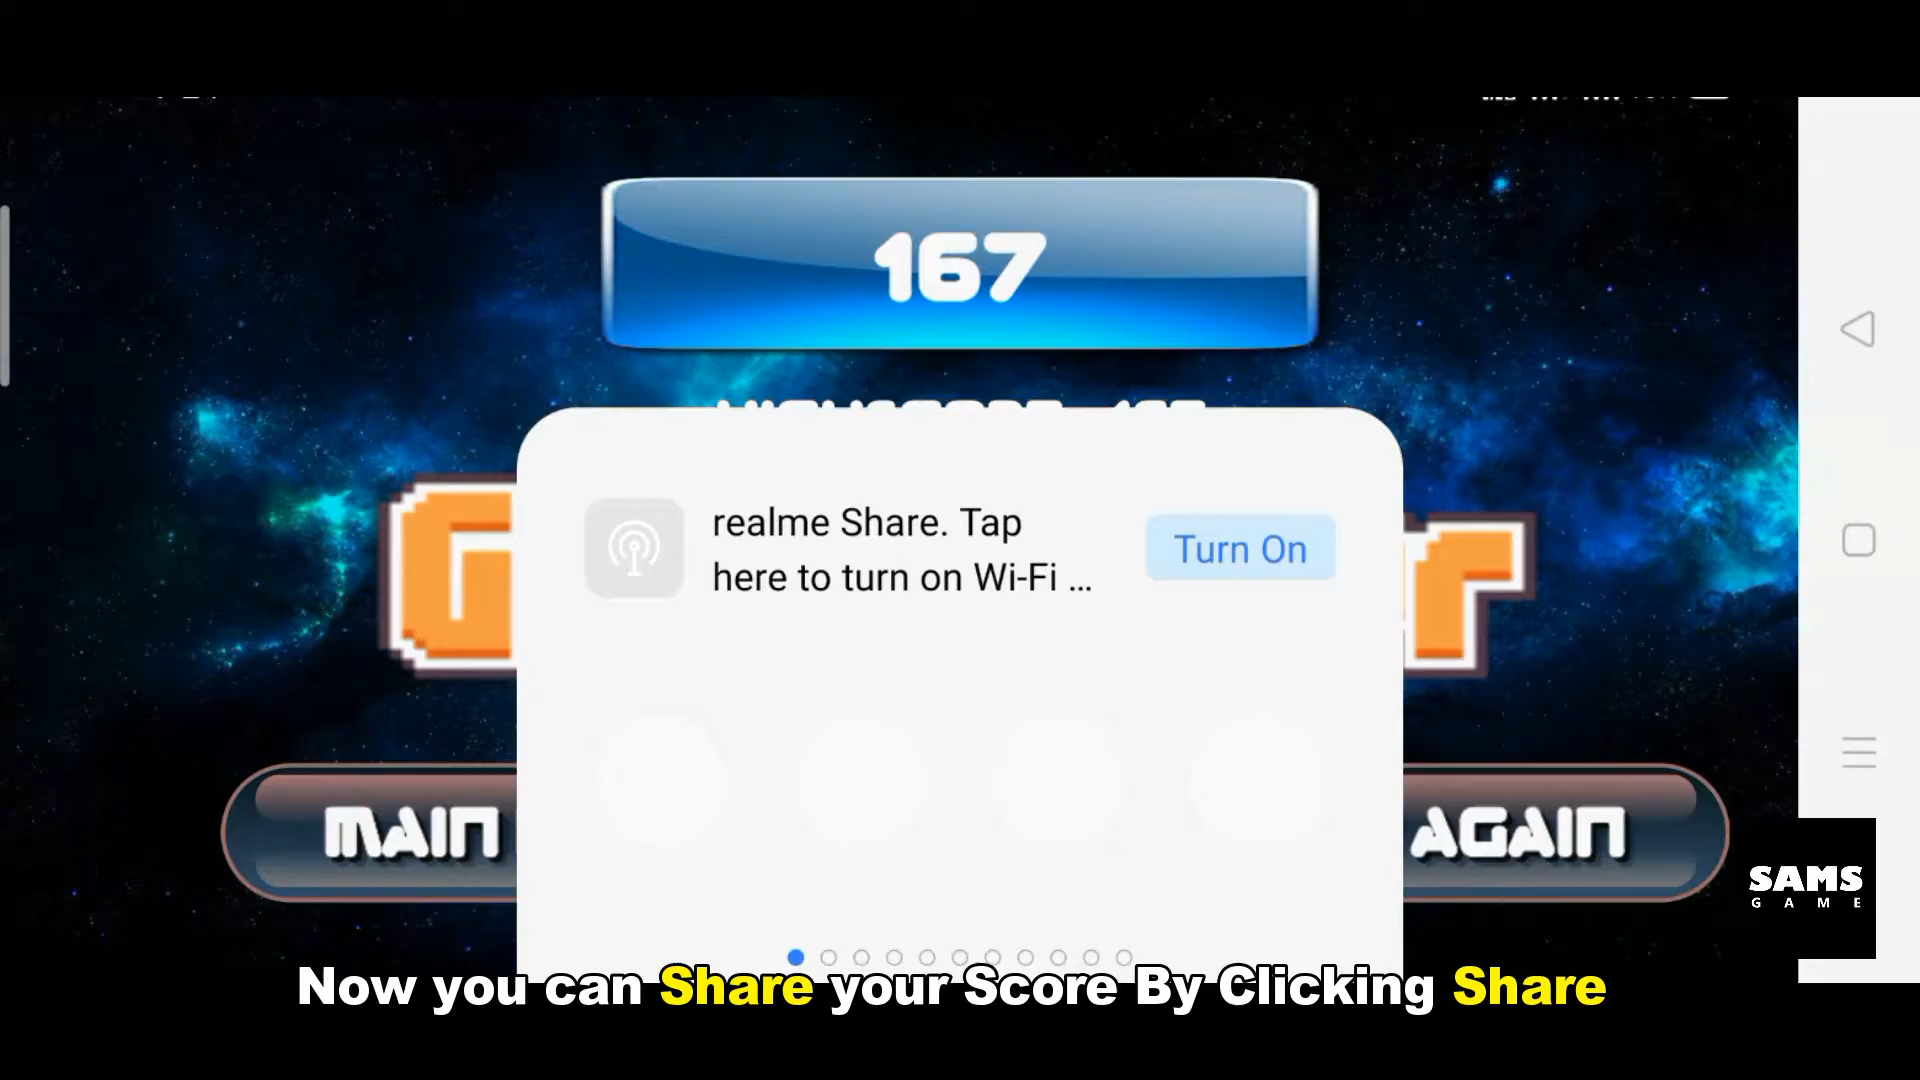 167
realme Share. Tap
here to turn on Wi-Fi ...
Turn On
MAIN
AGAIN
SAMS
GAME
Now you can Share your Score By Clicking Share